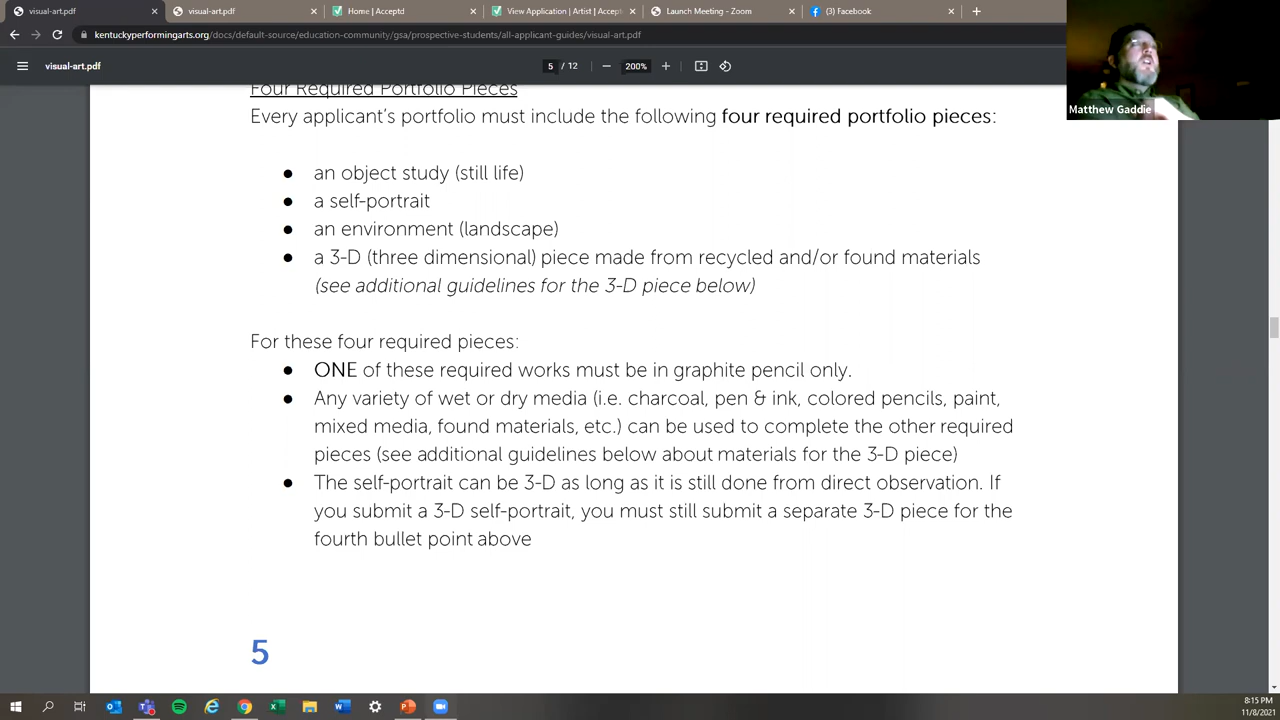 visual-art.pdf
visual-art.pdf
Home | Acceptd
View Application | Artist | Accept
Launch Meeting - Zoom
(3) Facebook
kentuckyperformingarts.org/docs/default-source/education-community/gsa/prospective-students/all-applicant-guides/visual-art.pdf
visual-art.pdf
5 / 12
200%
Matthew Gaddie
Four Required Portfolio Pieces
Every applicant's portfolio must include the following four required portfolio pieces:
● an object study (still life)
● a self-portrait
● an environment (landscape)
● a 3-D (three dimensional) piece made from recycled and/or found materials
(see additional guidelines for the 3-D piece below)
For these four required pieces:
● ONE of these required works must be in graphite pencil only.
● Any variety of wet or dry media (i.e. charcoal, pen & ink, colored pencils, paint,
mixed media, found materials, etc.) can be used to complete the other required
pieces (see additional guidelines below about materials for the 3-D piece)
● The self-portrait can be 3-D as long as it is still done from direct observation. If
you submit a 3-D self-portrait, you must still submit a separate 3-D piece for the
fourth bullet point above
5
8:15 PM
11/8/2021